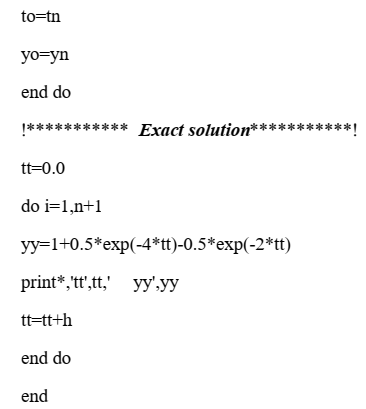 to=tn
yo=yn
end do
!*********** Exact solution***********!
tt=0.0
do i=1,n+1
yy=1+0.5*exp(-4*tt)-0.5*exp(-2*tt)
print*,'tt',tt,' yy',yy
tt=tt+h
end do
end